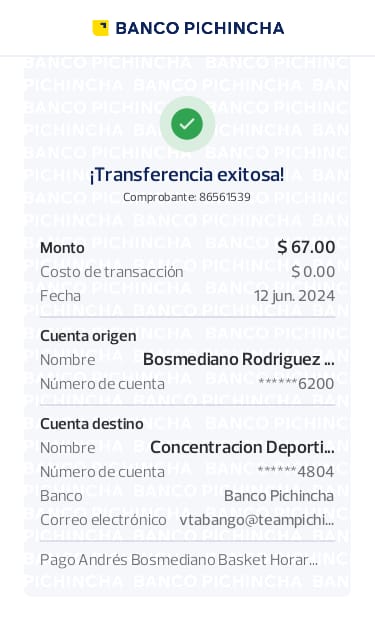 BANCO PICHINCHA
¡Transferencia exitosa!
Comprobante: 86561539
Monto $ 67.00
Costo de transacción $ 0.00
Fecha 12 jun. 2024
Cuenta origen
Nombre Bosmediano Rodriguez ...
Número de cuenta ******6200
Cuenta destino
Nombre Concentracion Deporti...
Número de cuenta ******4804
Banco Banco Pichincha
Correo electrónico vtabango@teampichi...
Pago Andrés Bosmediano Basket Horar...